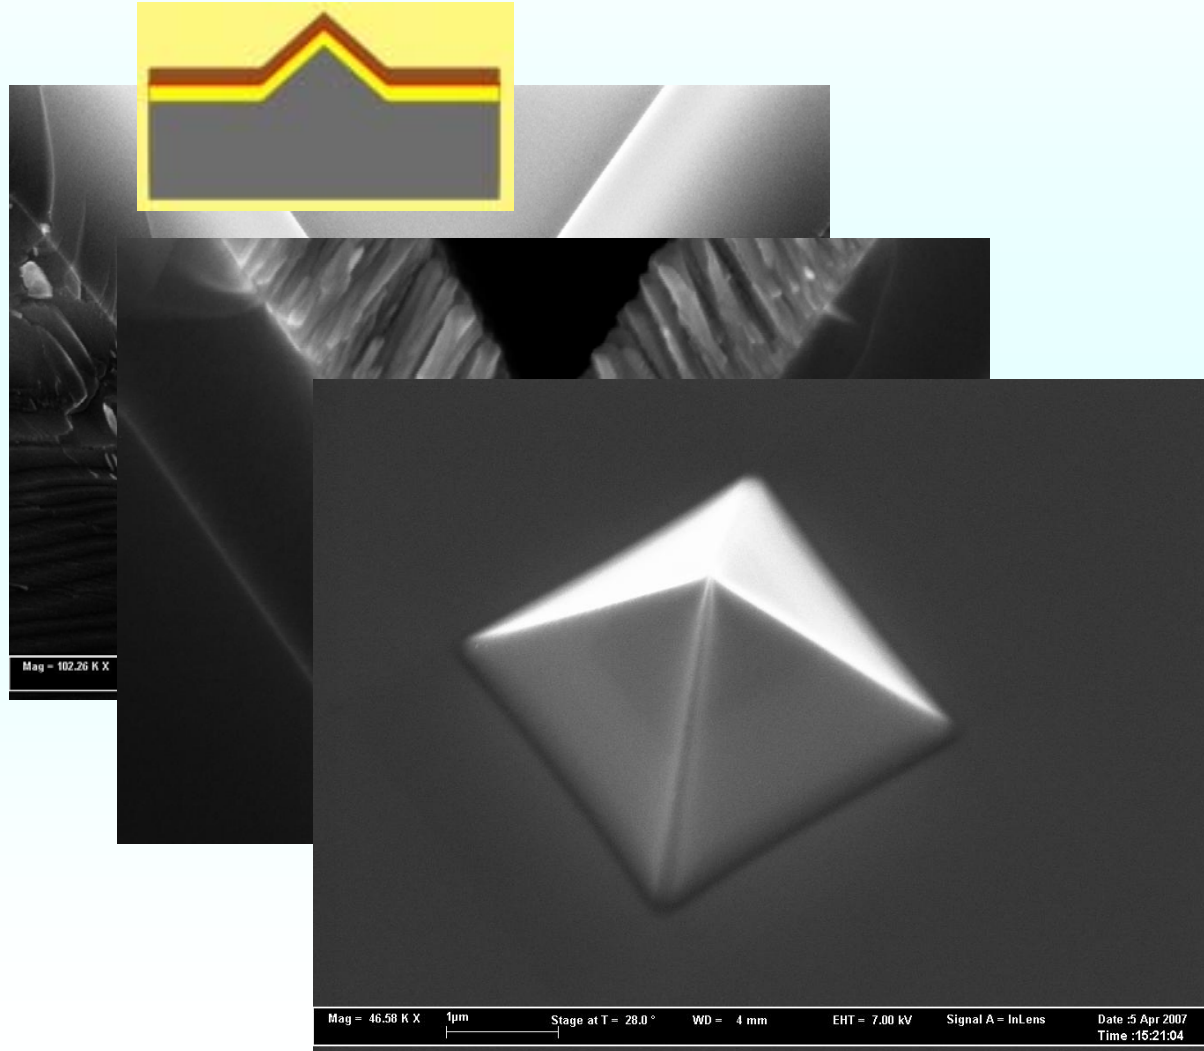 Mag = 102.26 K X
Mag = 46.58 K X 1µm Stage at T = 28.0 ° WD = 4 mm EHT = 7.00 kV Signal A = InLens Date :5 Apr 2007
Time :15:21:04